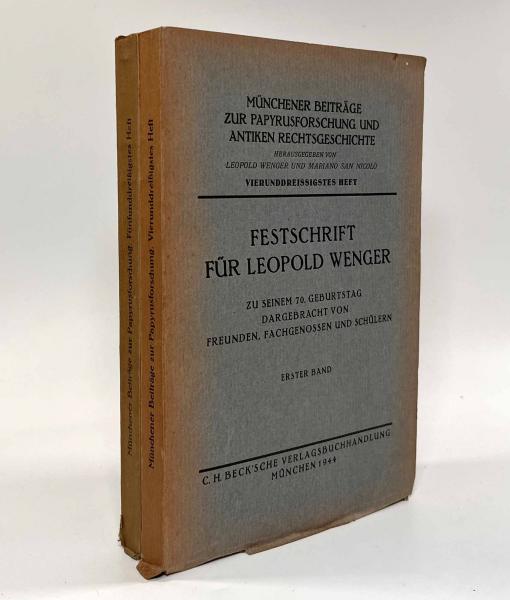 MÜNCHENER BEITRÄGE
ZUR PAPYRUSFORSCHUNG UND
ANTIKEN RECHTSGESCHICHTE
HERAUSGEGEBEN VON
LEOPOLD WENGER UND MARIANO SAN NICOLÒ
VIERUNDDREISSIGSTES HEFT
FESTSCHRIFT
FÜR LEOPOLD WENGER
ZU SEINEM 70. GEBURTSTAG
DARGEBRACHT VON
FREUNDEN, FACHGENOSSEN UND SCHÜLERN
ERSTER BAND
C. H. BECK'SCHE VERLAGSBUCHHANDLUNG
MÜNCHEN 1944
Münchener Beiträge zur Papyrusforschung. Vierunddreißigstes Heft
Münchener Beiträge zur Papyrusforschung. Fünfunddreißigstes Heft